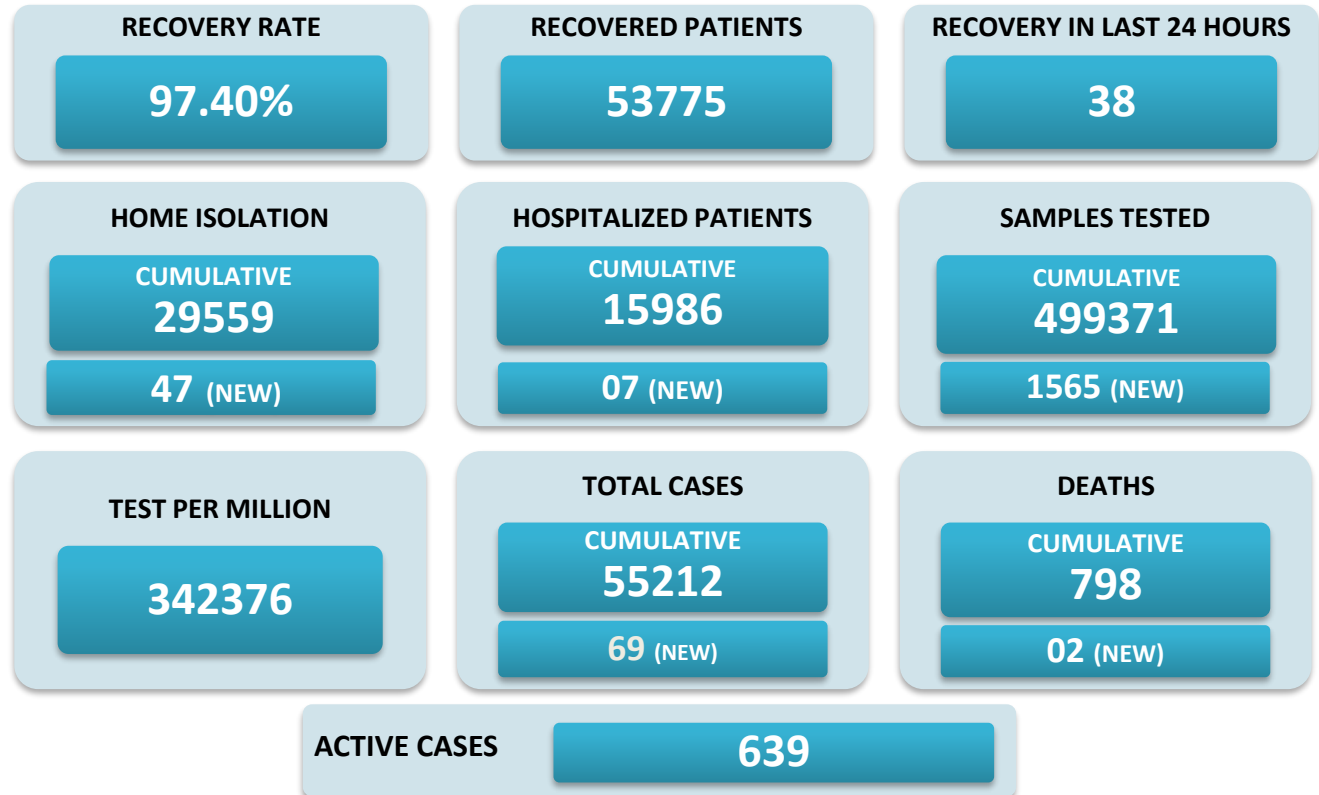 RECOVERY RATE
97.40%
RECOVERED PATIENTS
53775
RECOVERY IN LAST 24 HOURS
38
HOME ISOLATION
CUMULATIVE
29559
47 (NEW)
HOSPITALIZED PATIENTS
CUMULATIVE
15986
07 (NEW)
SAMPLES TESTED
CUMULATIVE
499371
1565 (NEW)
TEST PER MILLION
342376
TOTAL CASES
CUMULATIVE
55212
69 (NEW)
DEATHS
CUMULATIVE
798
02 (NEW)
ACTIVE CASES
639